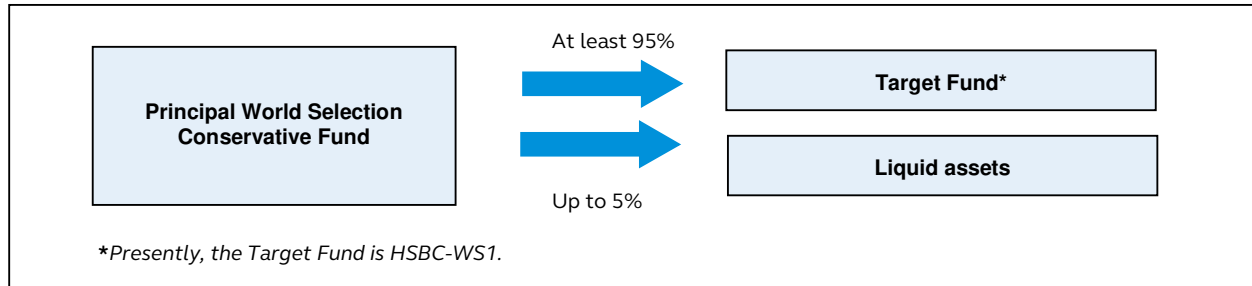 At least 95%
Principal World Selection
Conservative Fund
Target Fund*
Liquid assets
Up to 5%
*Presently, the Target Fund is HSBC-WS1.